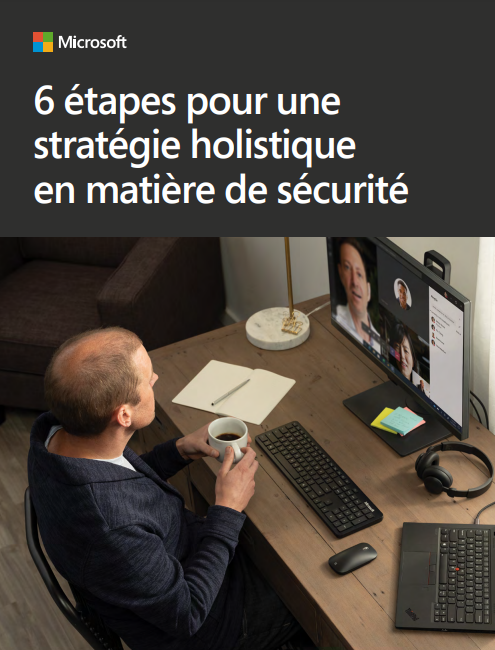 Microsoft
6 étapes pour une
stratégie holistique
en matière de sécurité